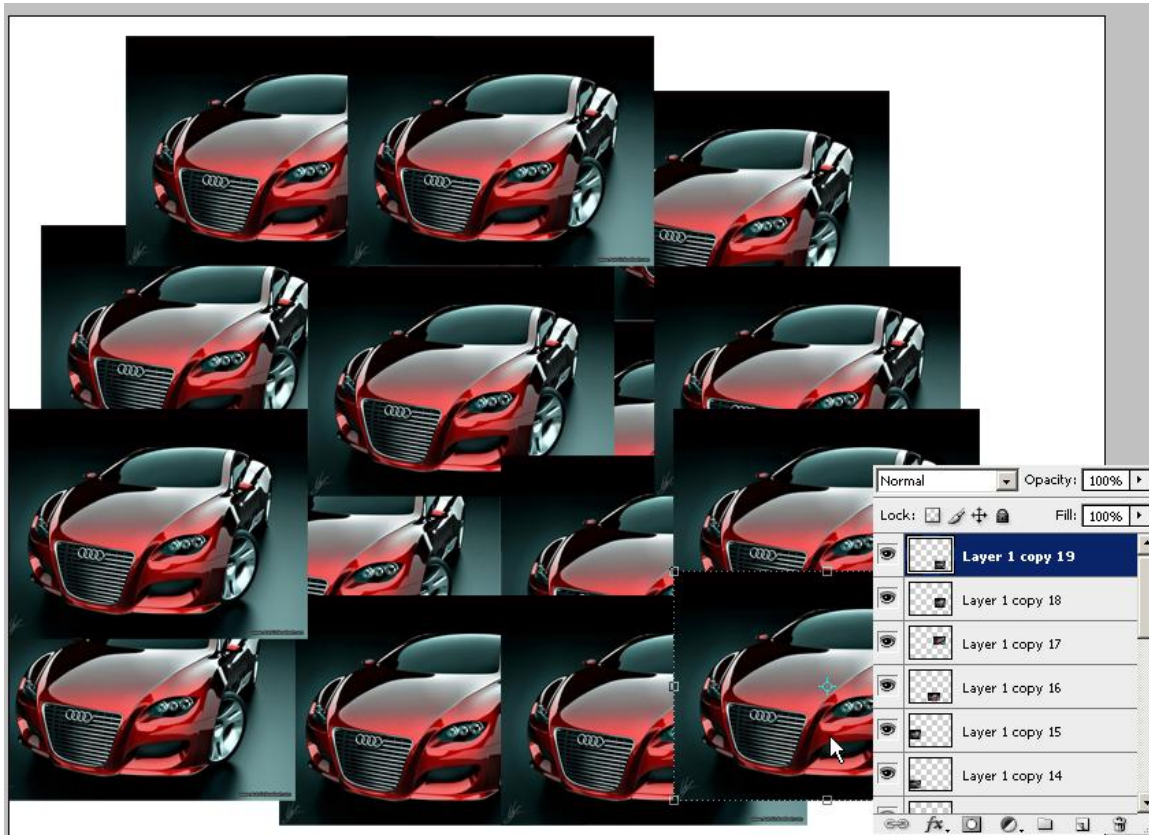 Normal Opacity: 100%
Lock: Fill: 100%
Layer 1 copy 19
Layer 1 copy 18
Layer 1 copy 17
Layer 1 copy 16
Layer 1 copy 15
Layer 1 copy 14
fx.